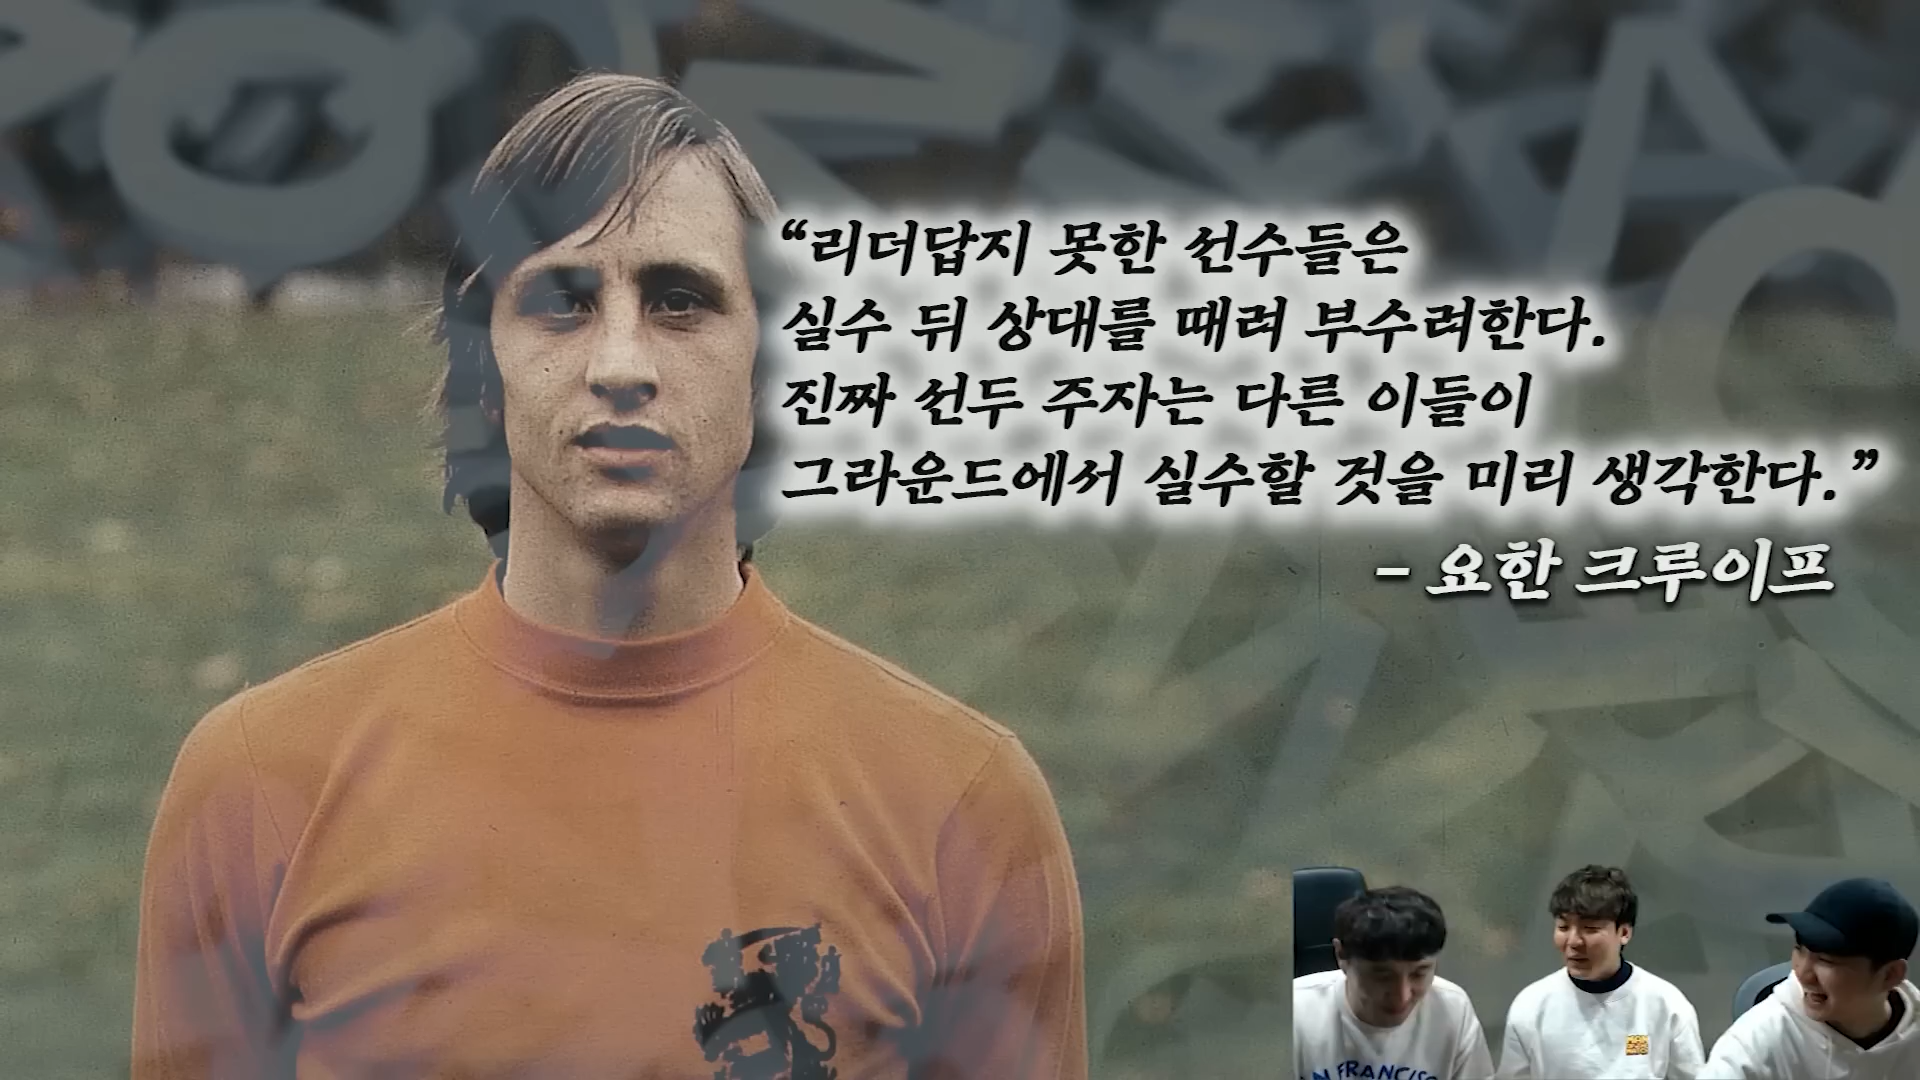 “리더답지 못한 선수들은
실수 뒤 상대를 때려 부수려한다.
진짜 선두 주자는 다른 이들이
그라운드에서 실수할 것을 미리 생각한다.”
- 요한 크루이프
FRANCISC